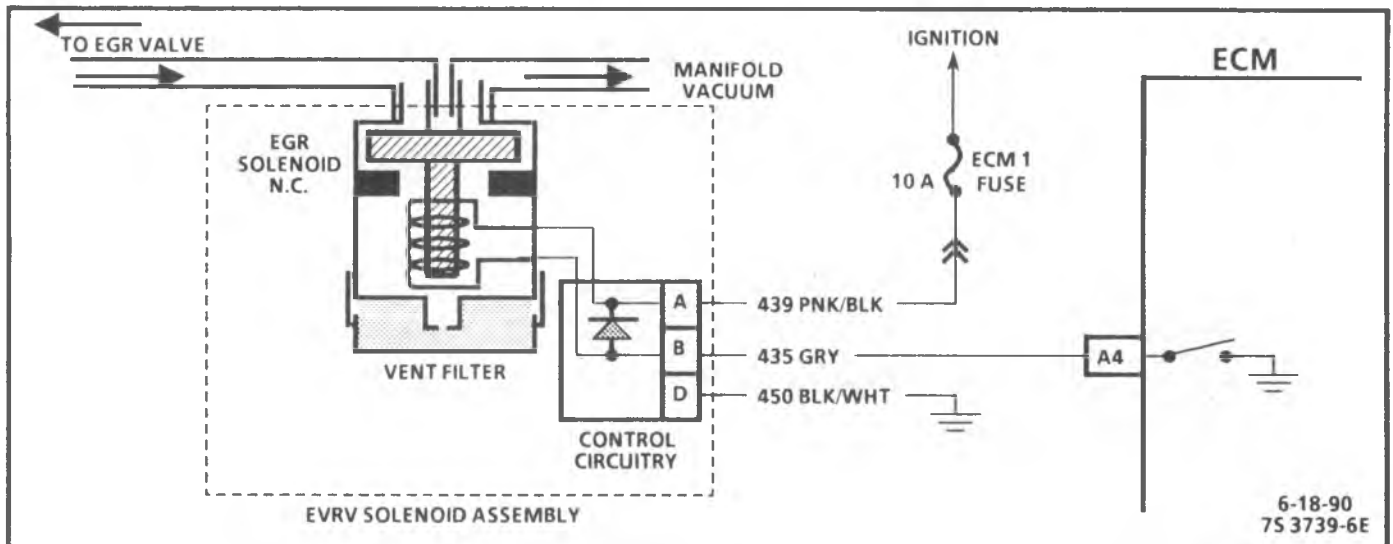 TO EGR VALVE
MANIFOLD
VACUUM
IGNITION
ECM
EGR
SOLENOID
N.C.
10 A
ECM 1
FUSE
A
439 PNK/BLK
B
435 GRY
A4
D
450 BLK/WHT
VENT FILTER
CONTROL
CIRCUITRY
EVRV SOLENOID ASSEMBLY
6-18-90
7S 3739-6E